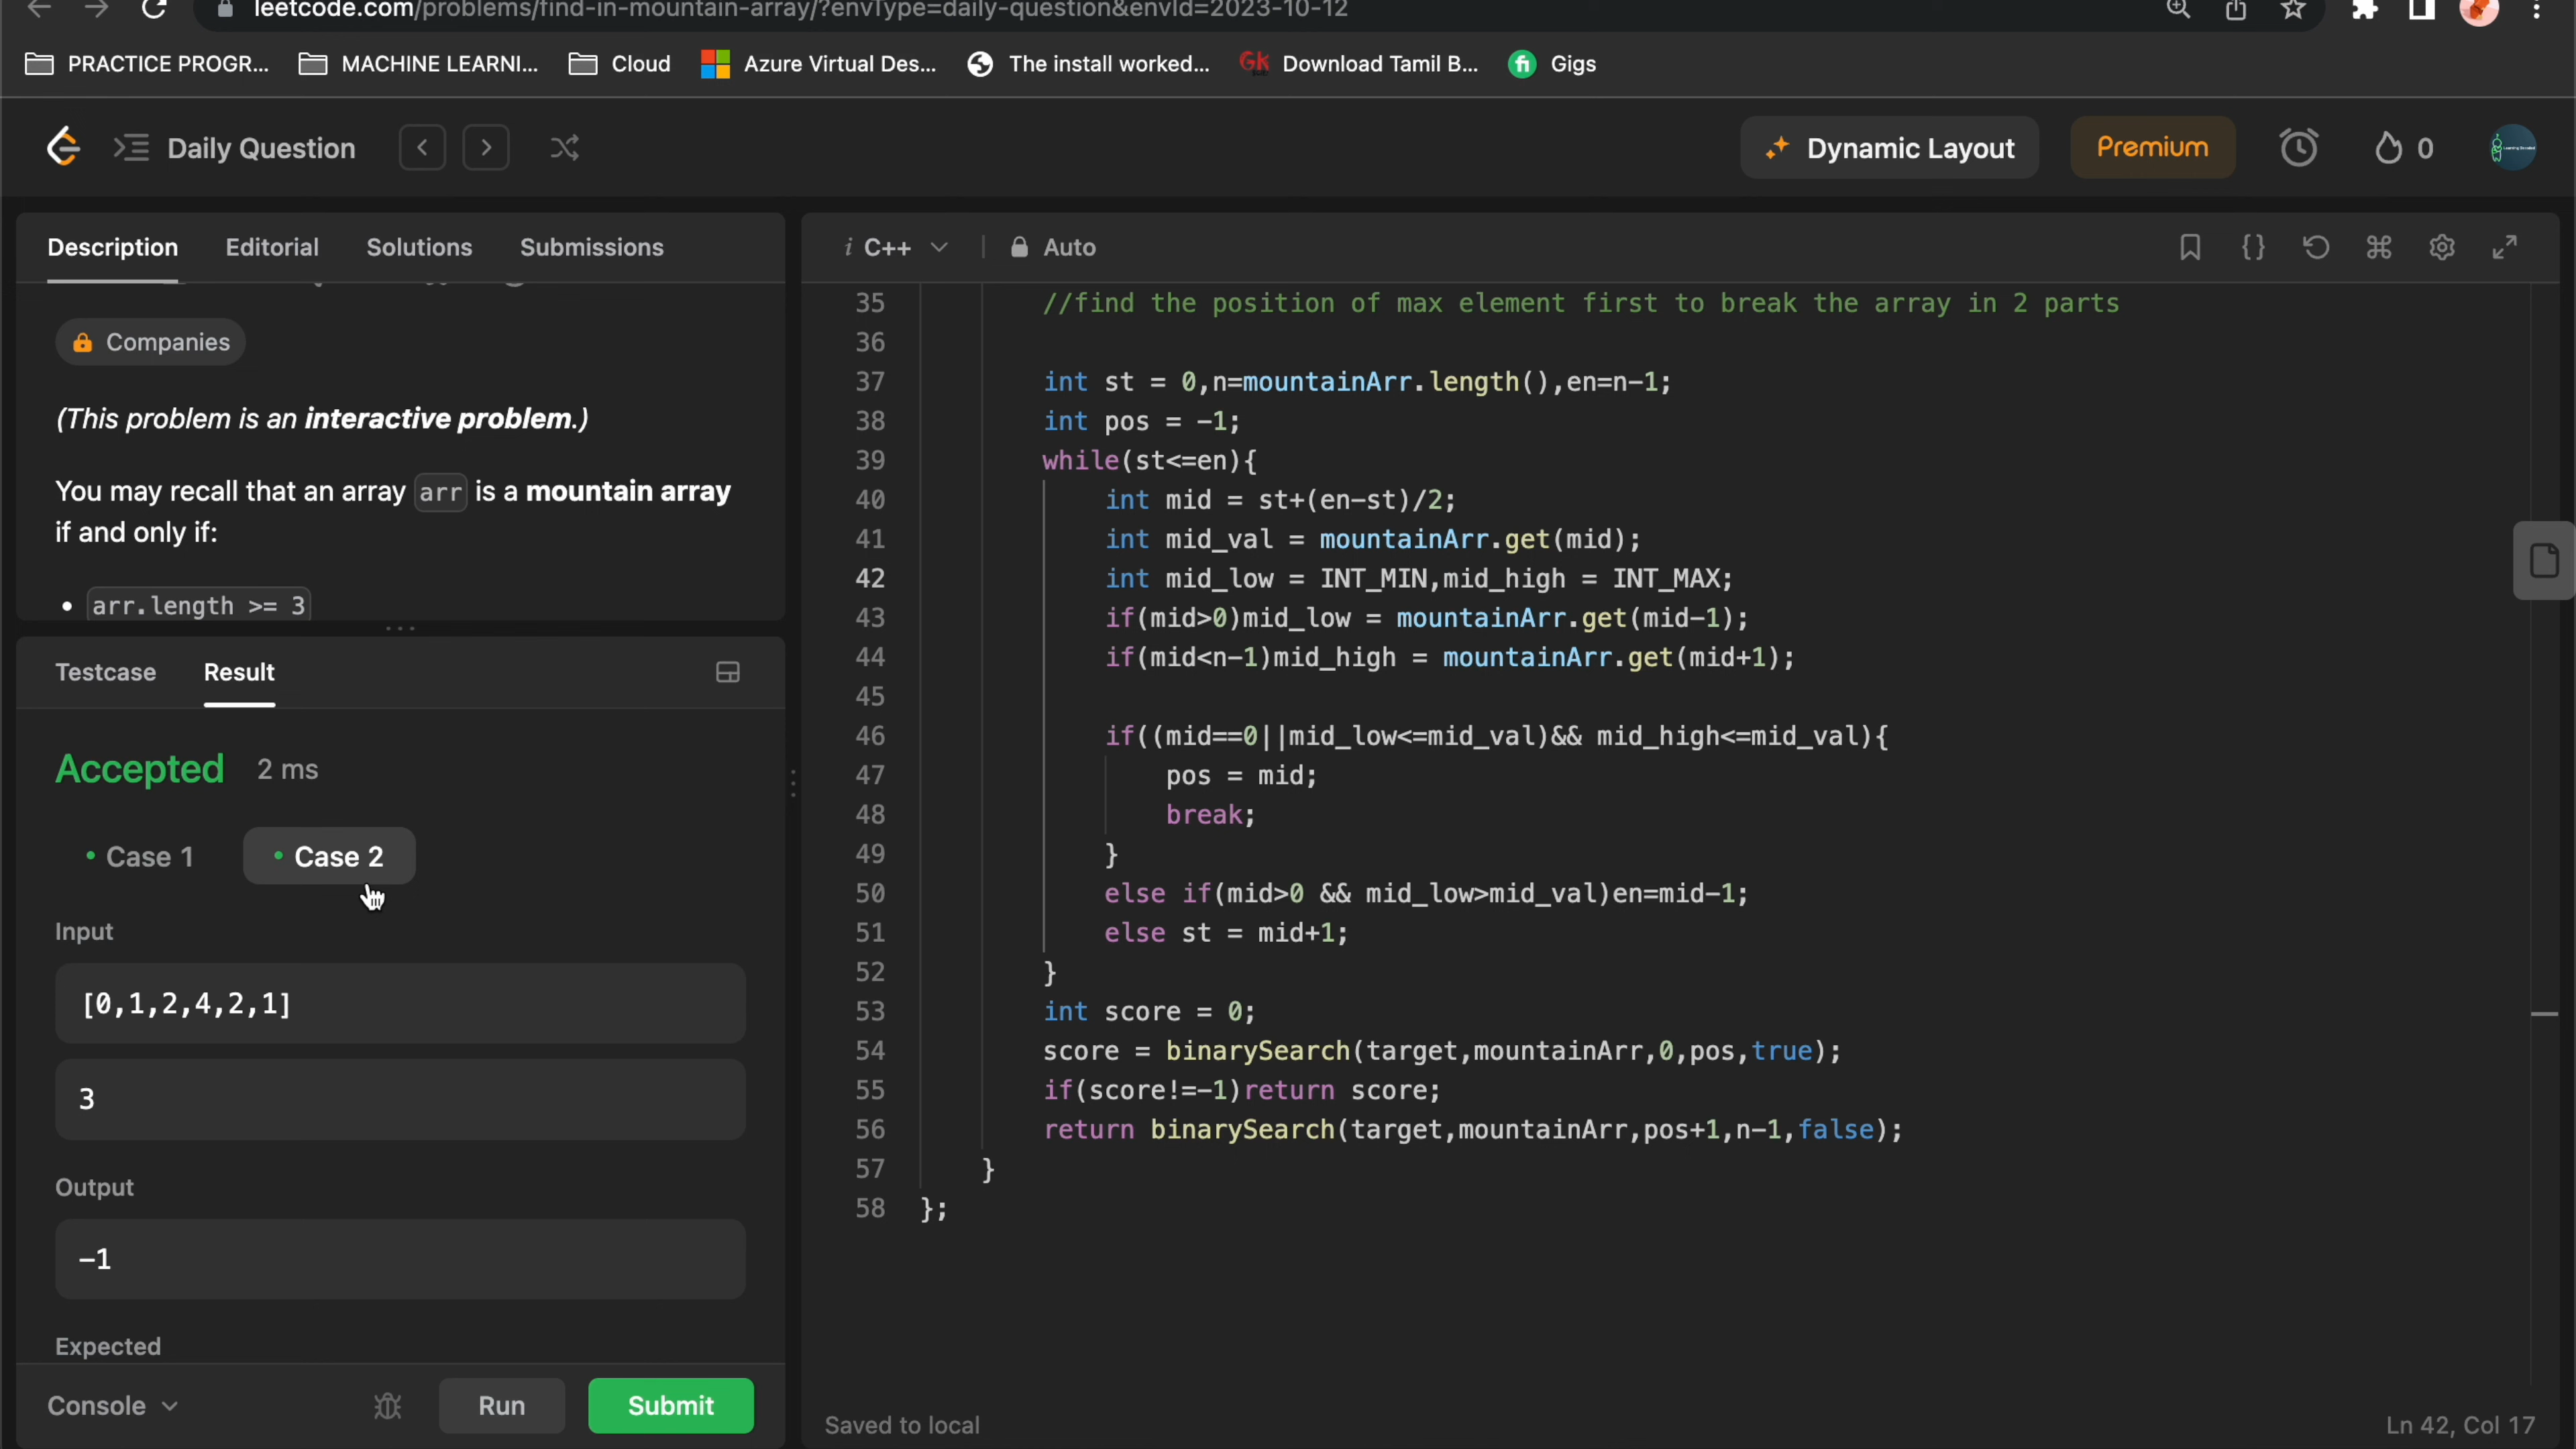 leetcode.com/problems/find-in-mountain-array/?envType=daily-question&envId=2023-10-12
PRACTICE PROGR... MACHINE LEARNI... Cloud Azure Virtual Des... The install worked... Gk Download Tamil B... fi Gigs
Daily Question Dynamic Layout Premium 0
Description Editorial Solutions Submissions
Companies
(This problem is an interactive problem.)
You may recall that an array arr is a mountain array
if and only if:
• arr.length >= 3
Testcase Result
Accepted 2 ms
• Case 1 • Case 2
Input
[0,1,2,4,2,1]
3
Output
-1
Expected
Console Run Submit
i C++ Auto
35 //find the position of max element first to break the array in 2 parts
36
37 int st = 0,n=mountainArr.length(),en=n-1;
38 int pos = -1;
39 while(st<=en){
40 int mid = st+(en-st)/2;
41 int mid_val = mountainArr.get(mid);
42 int mid_low = INT_MIN,mid_high = INT_MAX;
43 if(mid>0)mid_low = mountainArr.get(mid-1);
44 if(mid<n-1)mid_high = mountainArr.get(mid+1);
45
46 if((mid==0||mid_low<=mid_val)&& mid_high<=mid_val){
47 pos = mid;
48 break;
49 }
50 else if(mid>0 && mid_low>mid_val)en=mid-1;
51 else st = mid+1;
52 }
53 int score = 0;
54 score = binarySearch(target,mountainArr,0,pos,true);
55 if(score!=-1)return score;
56 return binarySearch(target,mountainArr,pos+1,n-1,false);
57 }
58 };
Saved to local Ln 42, Col 17